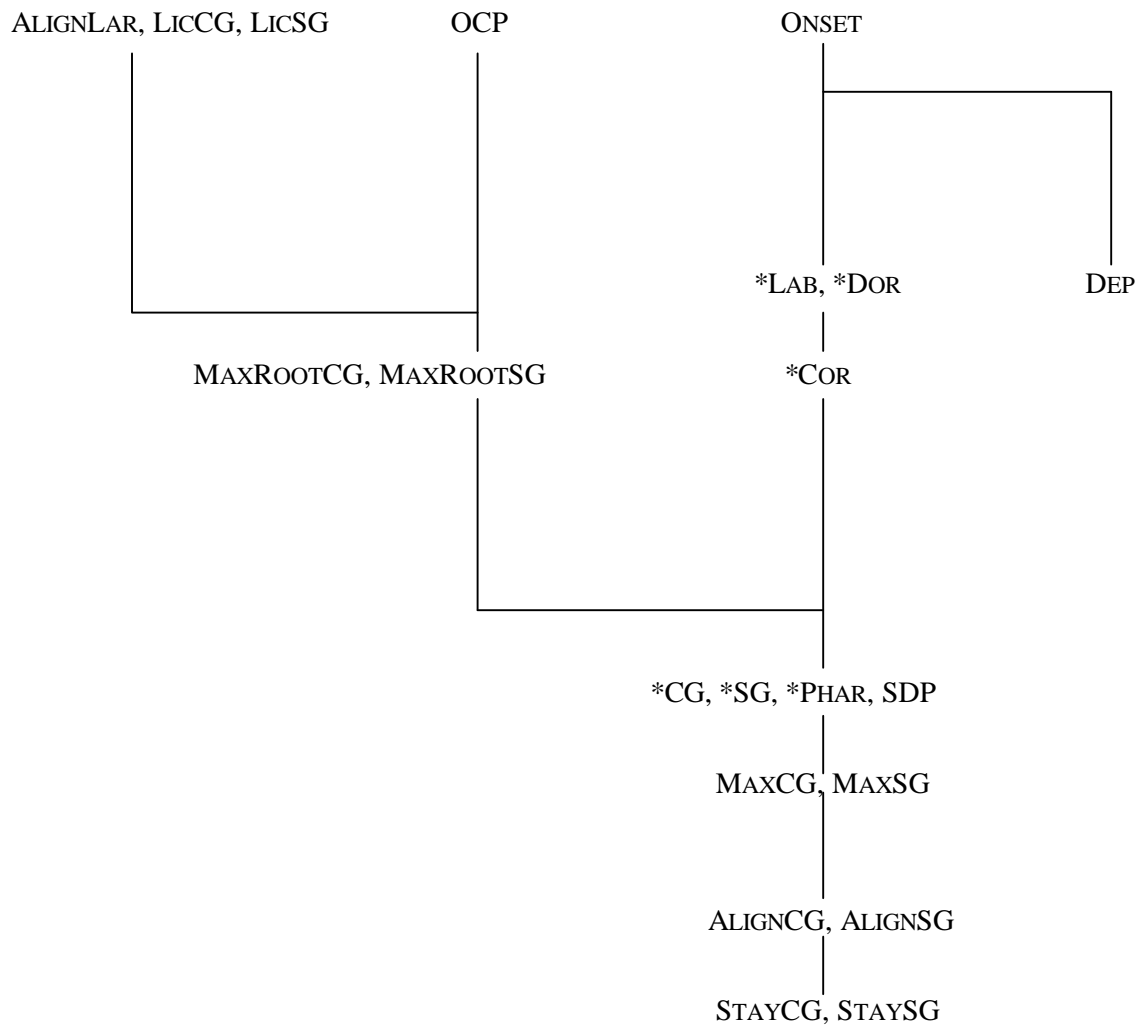 ALIGNLAR, LICCG, LICSG OCP ONSET
*LAB, *DOR DEP
MAXROOTCG, MAXROOTSG *COR
*CG, *SG, *PHAR, SDP
MAXCG, MAXSG
ALIGNCG, ALIGNSG
STAYCG, STAYSG